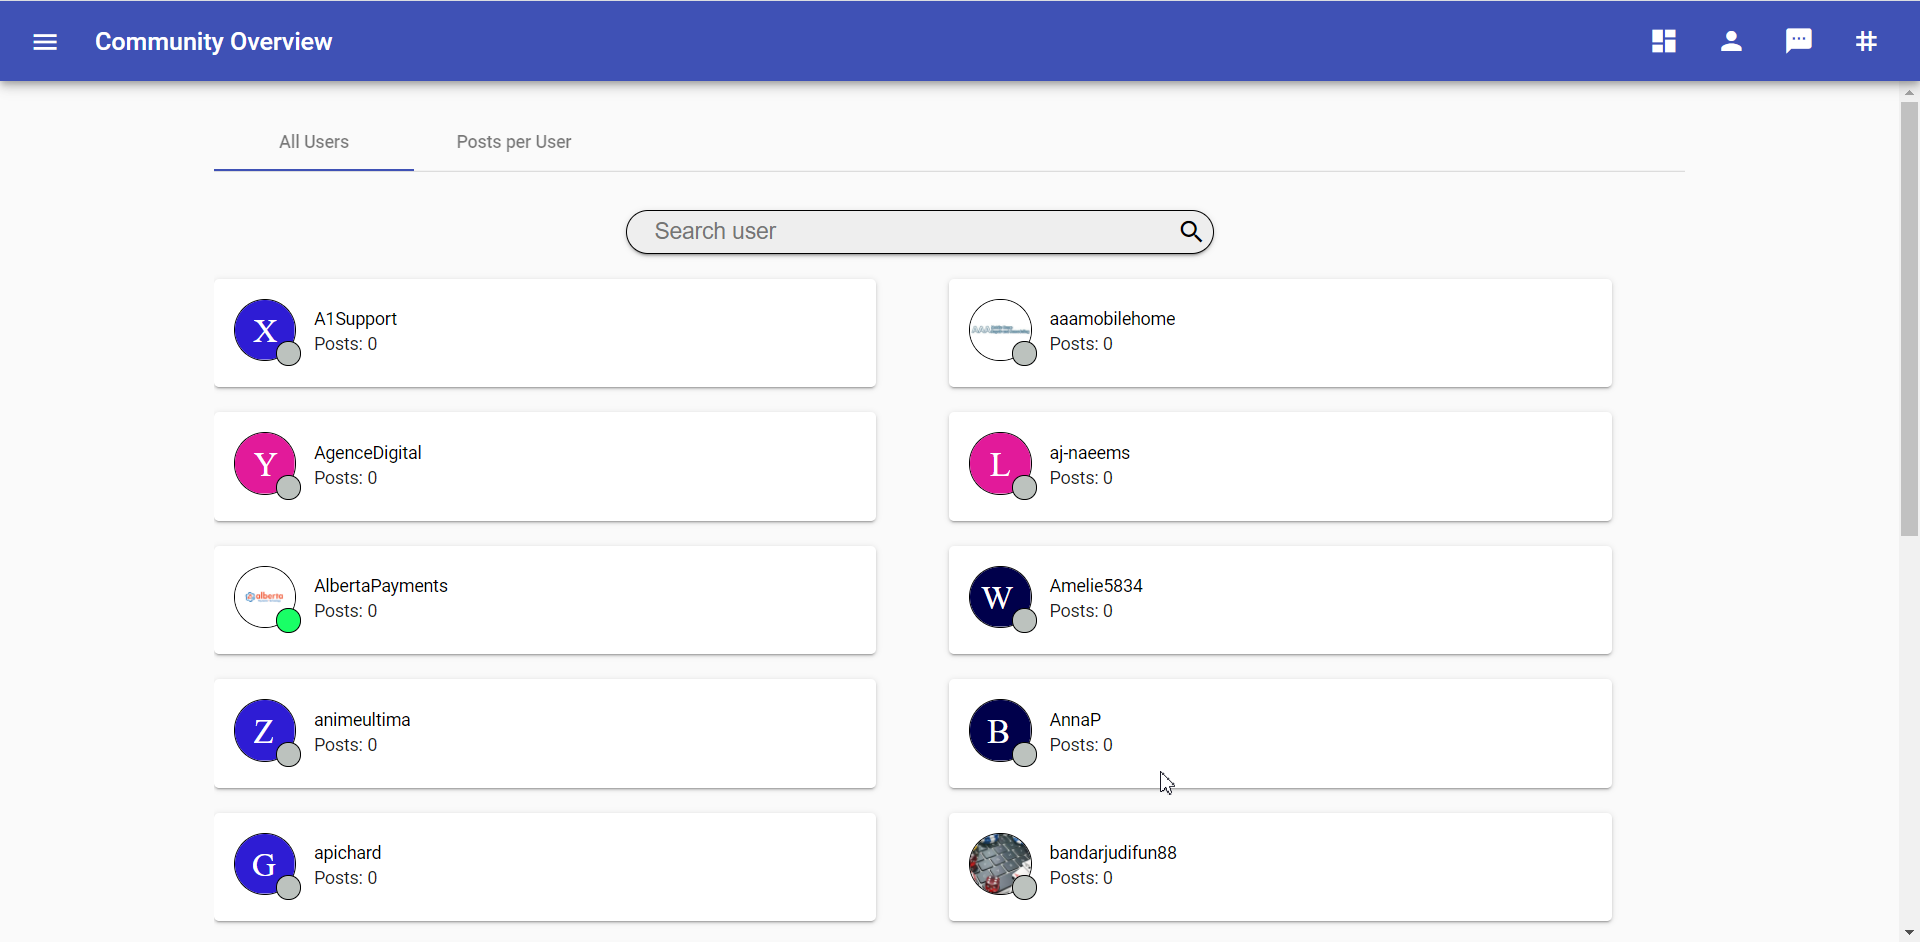 Community Overview
All Users
Posts per User
Search user
X
A1Support
Posts: 0
AAA
aaamobilehome
Posts: 0
Y
AgenceDigital
Posts: 0
L
aj-naeems
Posts: 0
alberta
AlbertaPayments
Posts: 0
W
Amelie5834
Posts: 0
Z
animeultima
Posts: 0
B
AnnaP
Posts: 0
G
apichard
Posts: 0
bandarjudifun88
Posts: 0